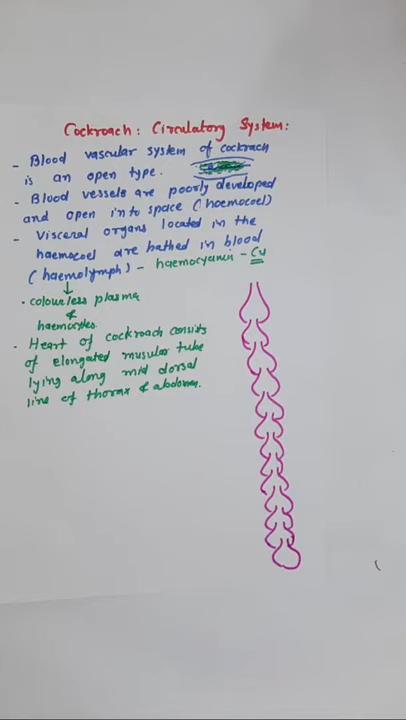 Cockroach: Circulatory System:
- Blood vascular system of cockrach
is an open type.
- Blood vessels are poorly developed
and open into space (haemocoel)
- Visceral organs located in the
haemocoel are bathed in blood
(haemolymph) - haemocyanin - Cu
• colourless plasma
&
haemocytes.
• Heart of cockroach consists
of elongated musular tube
lying along mid dorsal
line of thorax & abdomen.